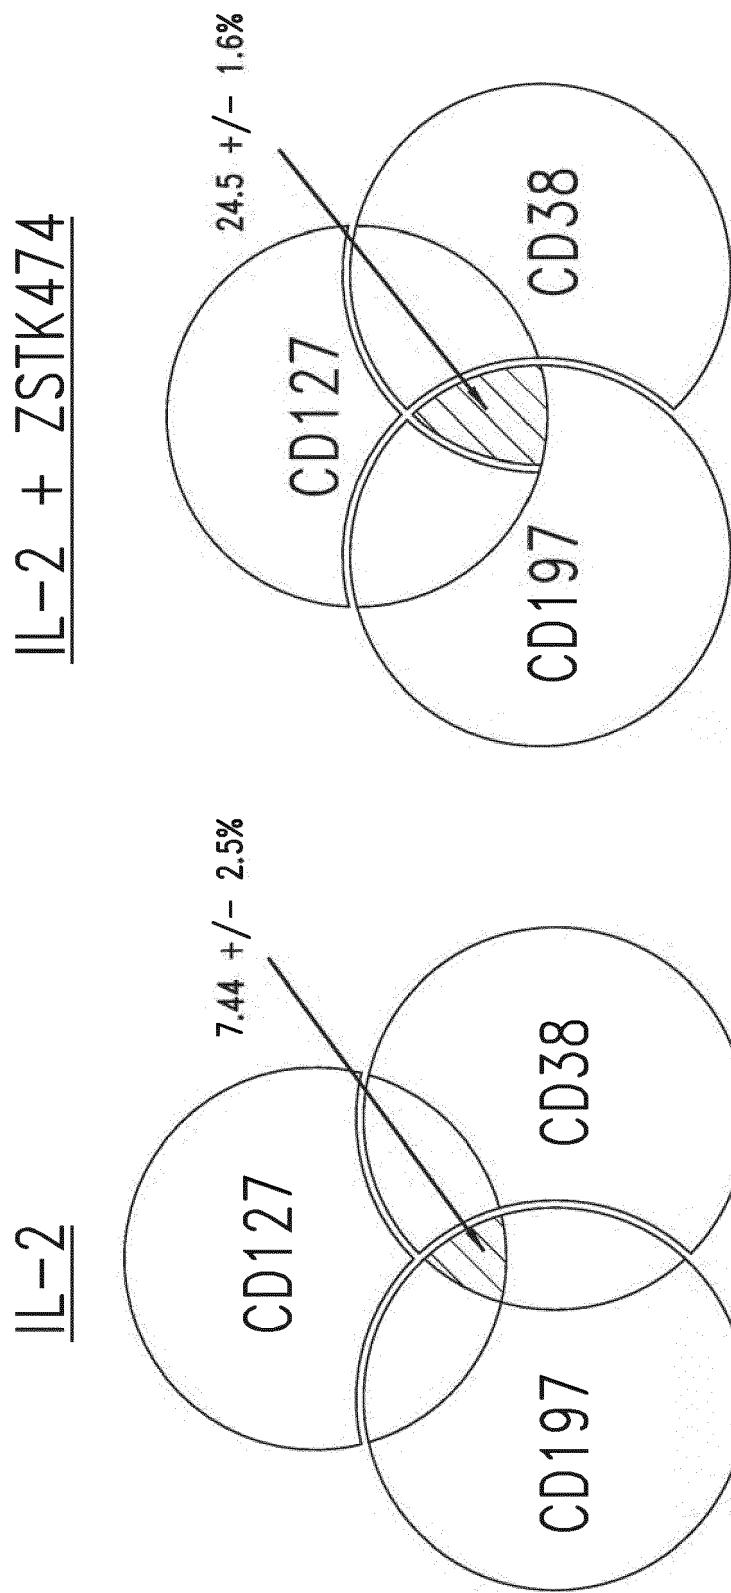 IL-2
7.44 +/- 2.5%
CD127
CD197
CD38
IL-2 + ZSTK474
24.5 +/- 1.6%
CD127
CD197
CD38